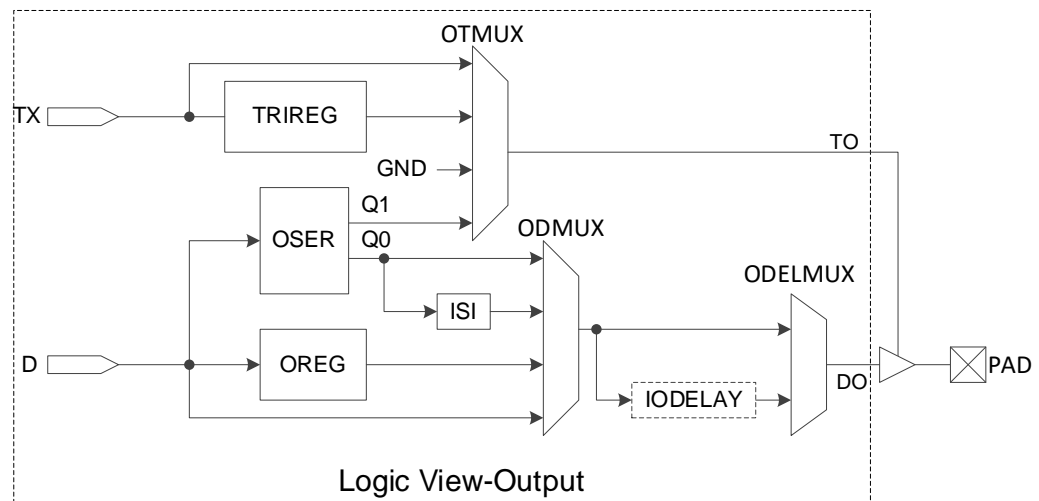 OTMUX
TX
TRIREG
TO
GND
Q1
OSER
Q0
ODMUX
ODELMUX
ISI
D
OREG
DO
PAD
IODELAY
Logic View-Output